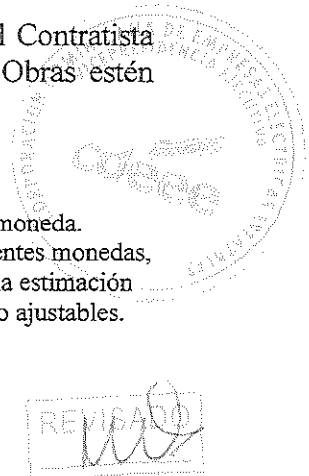 l Contratista
Obras estén
moneda.
entes monedas,
a estimación
o ajustables.
REVISADO